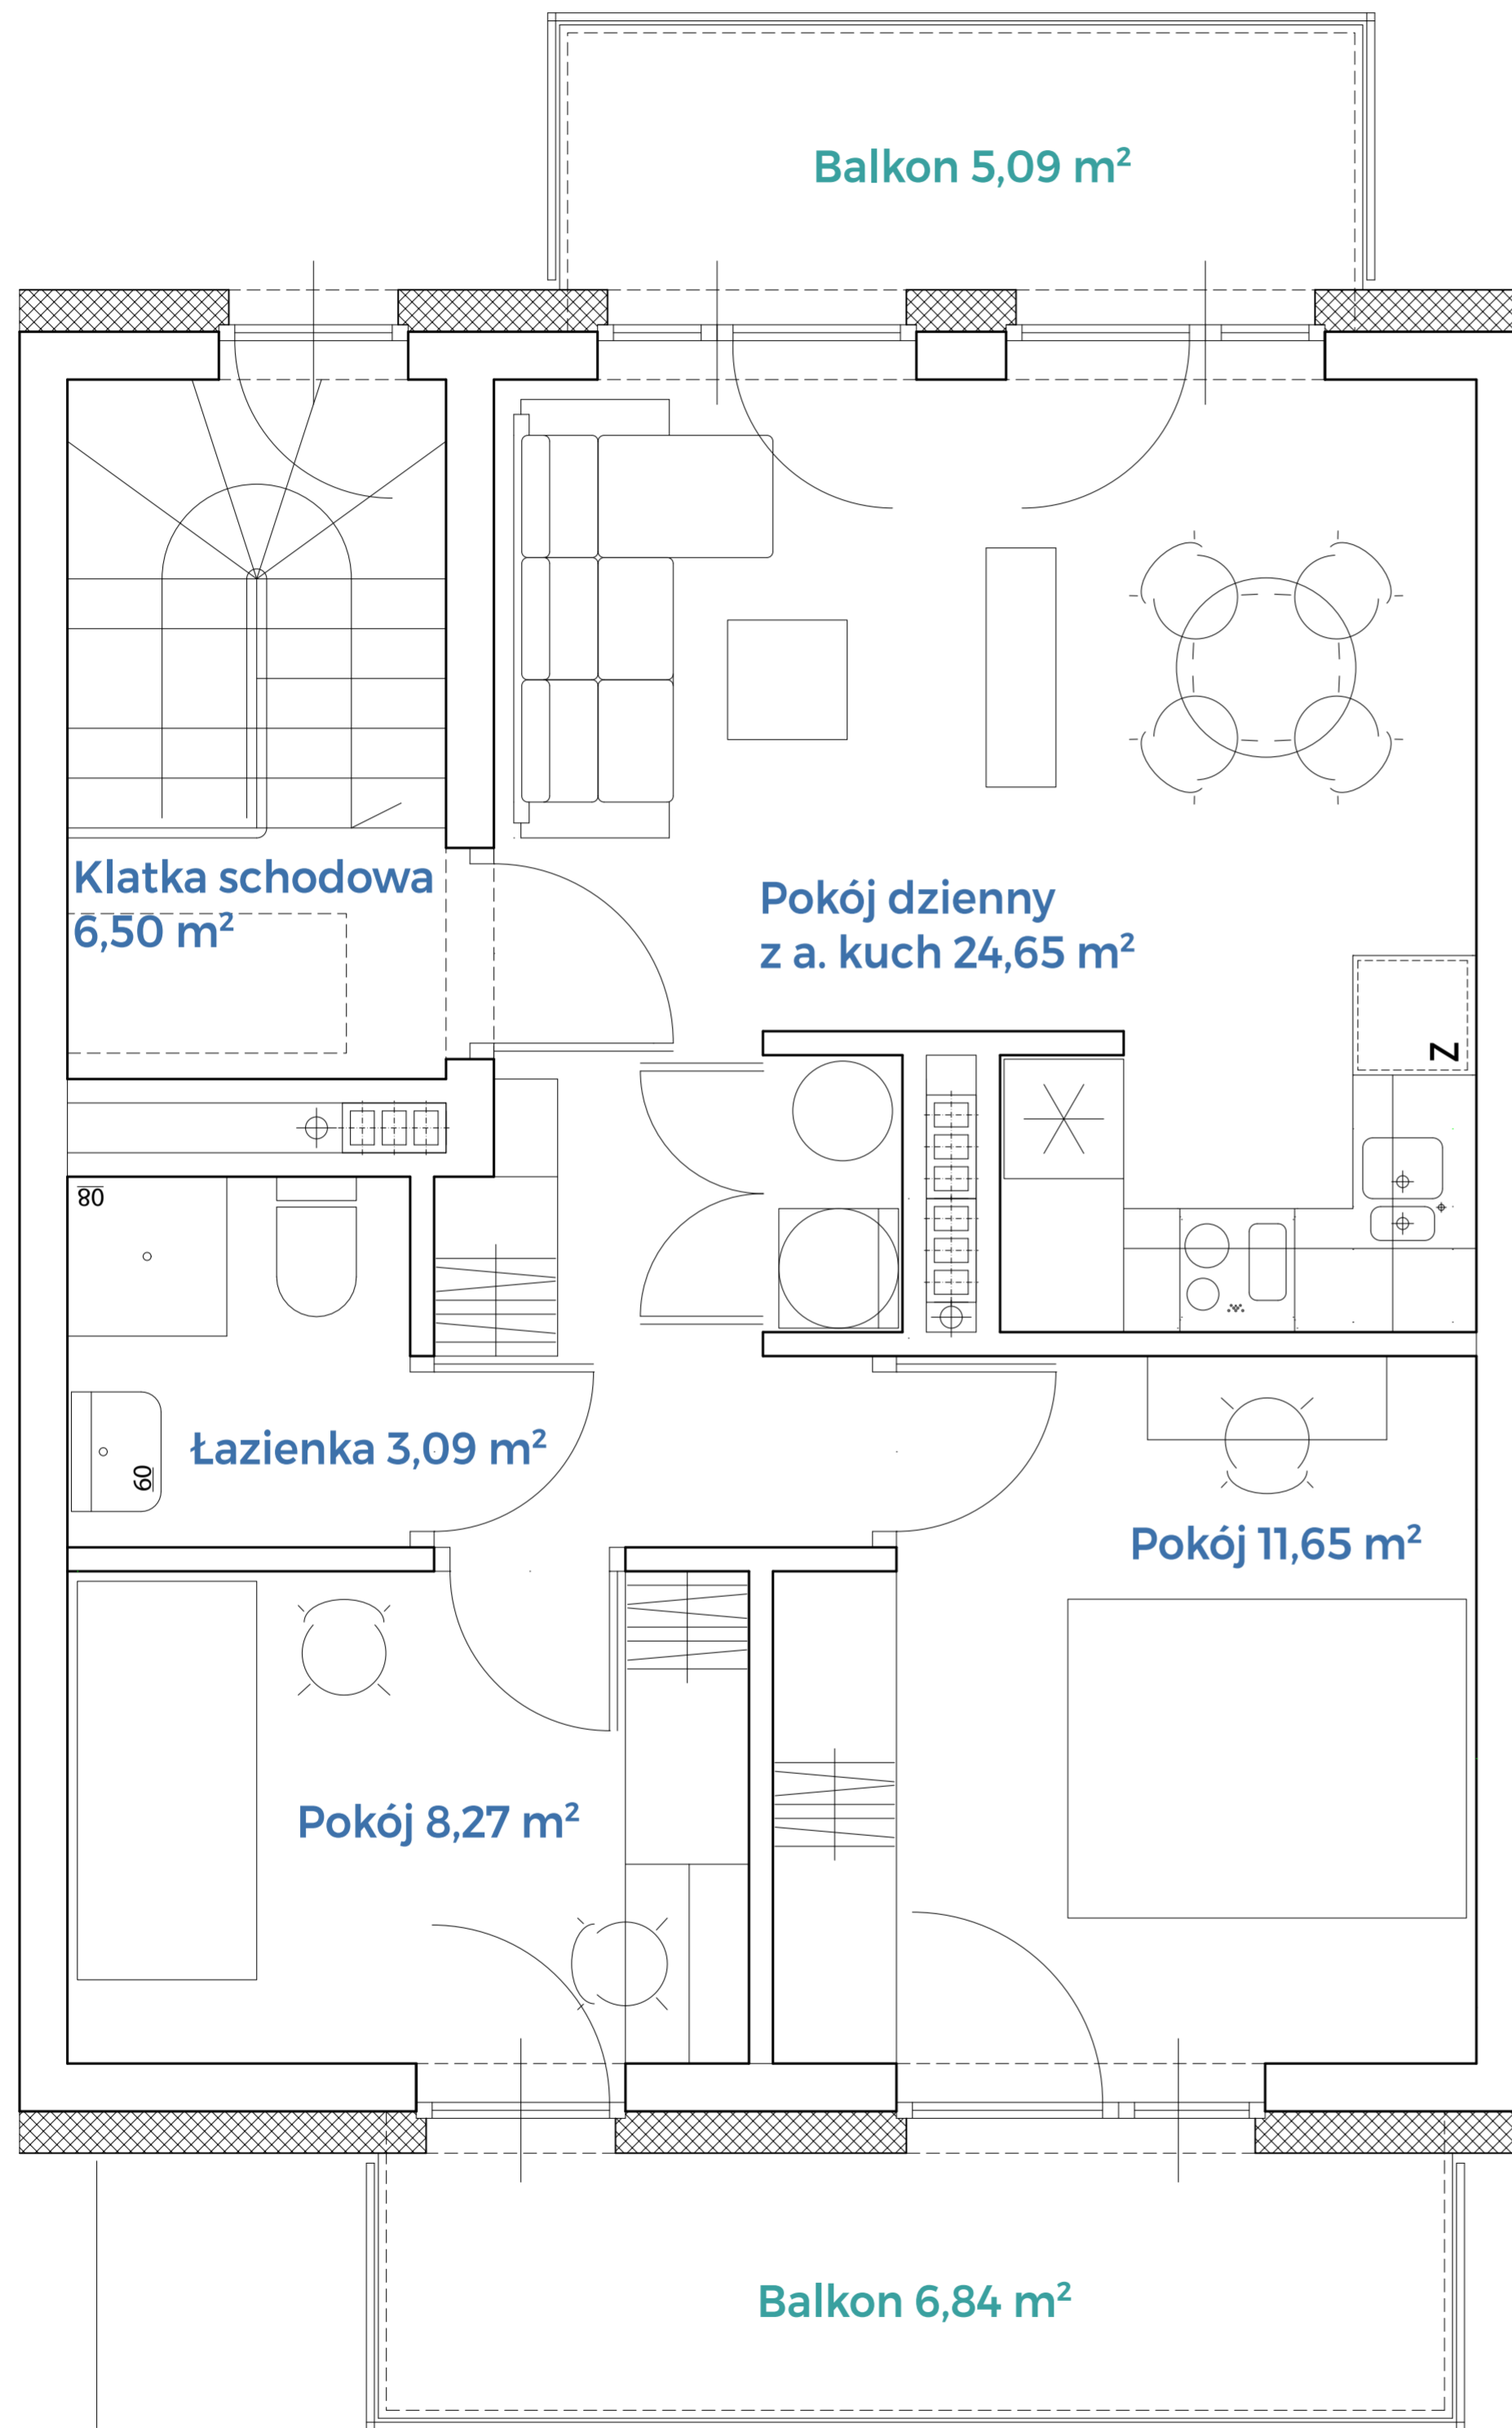 Balkon 5,09 m²
Klatka schodowa
6,50 m²
Pokój dzienny
z a. kuch 24,65 m²
Z
80
Łazienka 3,09 m²
60
Pokój 11,65 m²
Pokój 8,27 m²
Balkon 6,84 m²